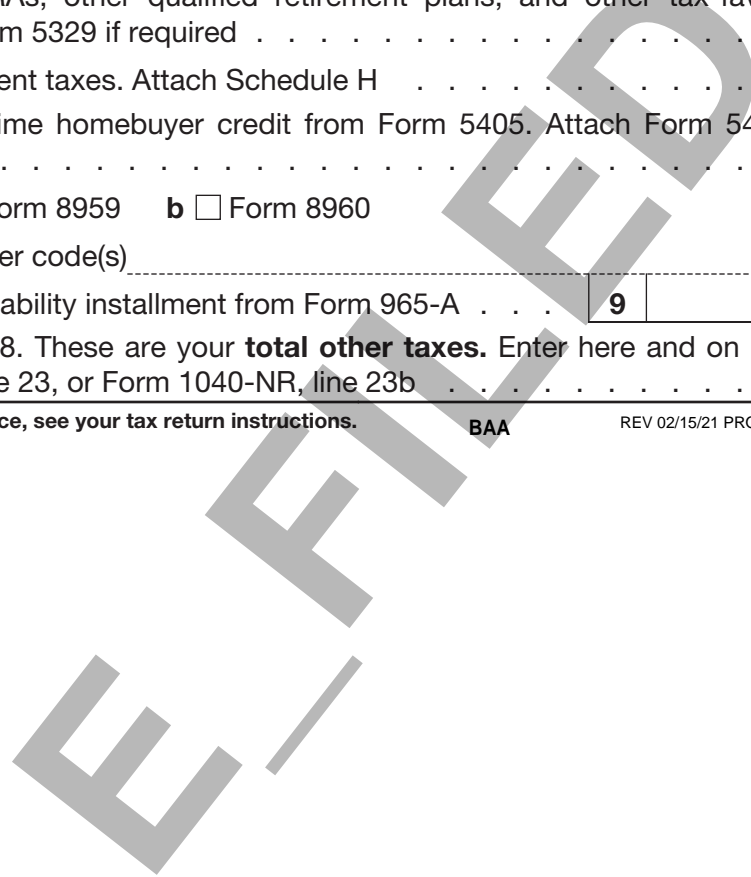 As, other qualified retirement plans, and other tax-fav
m 5329 if required . . . . . . . . . . . . . . . .
ent taxes. Attach Schedule H . . . . . . . . . . .
ime homebuyer credit from Form 5405. Attach Form 54
. . . . . . . . . . . . . . . . . . . . . . . .
orm 8959 b ☐ Form 8960
er code(s)
ability installment from Form 965-A . . . 9
8. These are your total other taxes. Enter here and on
e 23, or Form 1040-NR, line 23b . . . . . . . . . .
ce, see your tax return instructions. BAA REV 02/15/21 PRO
E_FILED